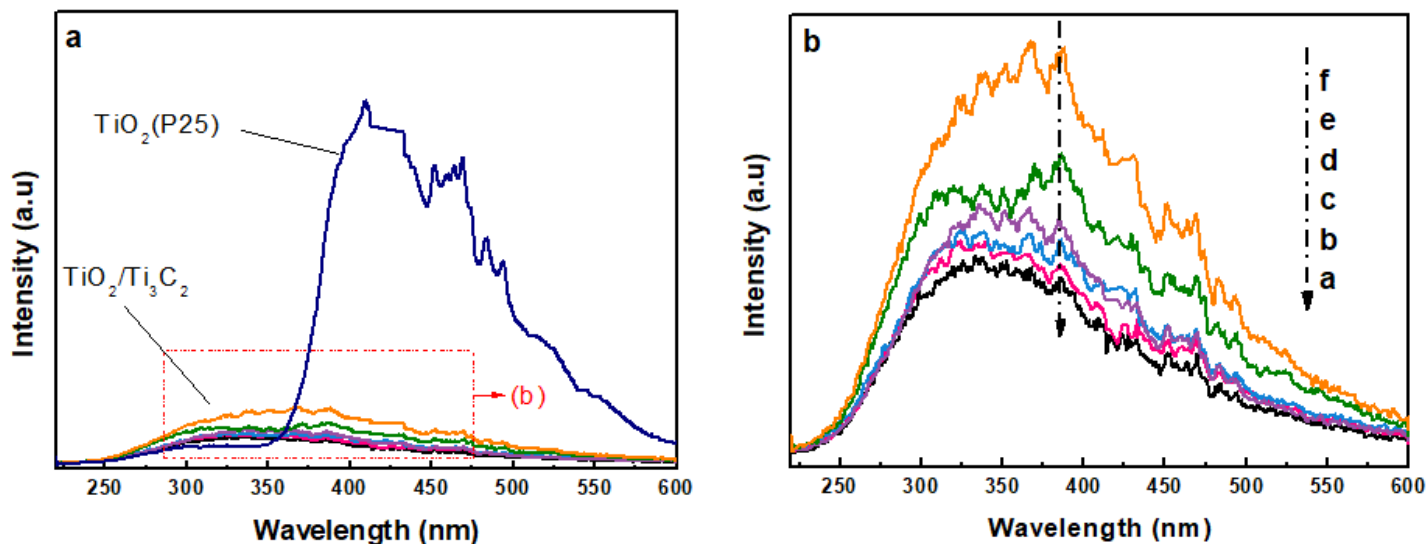 a
TiO2(P25)
TiO2/Ti3C2
(b)
Intensity (a.u)
250 300 350 400 450 500 550 600
Wavelength (nm)
b
f
e
d
c
b
a
Intensity (a.u)
250 300 350 400 450 500 550 600
Wavelength (nm)